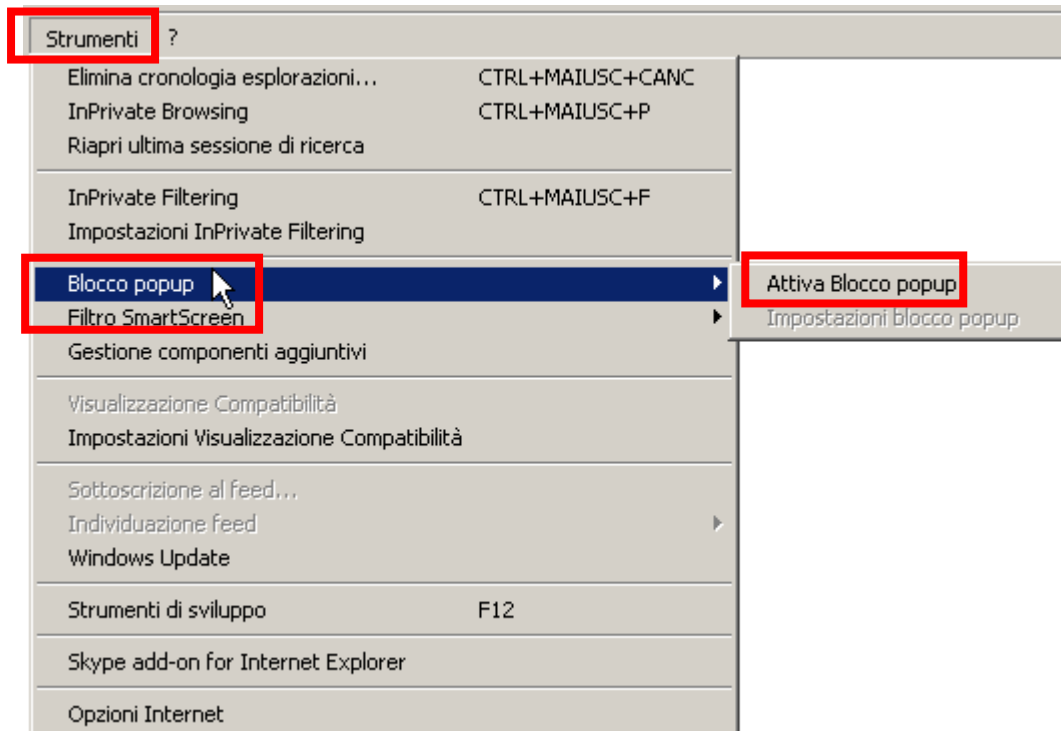 Strumenti ?
Elimina cronologia esplorazioni... CTRL+MAIUSC+CANC
InPrivate Browsing CTRL+MAIUSC+P
Riapri ultima sessione di ricerca
InPrivate Filtering CTRL+MAIUSC+F
Impostazioni InPrivate Filtering
Blocco popup
Attiva Blocco popup
Filtro SmartScreen
Impostazioni blocco popup
Gestione componenti aggiuntivi
Visualizzazione Compatibilità
Impostazioni Visualizzazione Compatibilità
Sottoscrizione al feed...
Individuazione feed
Windows Update
Strumenti di sviluppo F12
Skype add-on for Internet Explorer
Opzioni Internet